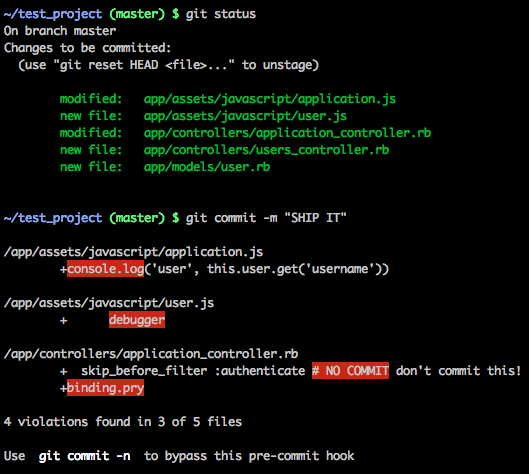 ~/test_project (master) $ git status
On branch master
Changes to be committed:
  (use "git reset HEAD <file>..." to unstage)
        modified:   app/assets/javascript/application.js
        new file:   app/assets/javascript/user.js
        modified:   app/controllers/application_controller.rb
        new file:   app/controllers/users_controller.rb
        new file:   app/models/user.rb
~/test_project (master) $ git commit -m "SHIP IT"
/app/assets/javascript/application.js
        +console.log('user', this.user.get('username'))
/app/assets/javascript/user.js
        +     debugger
/app/controllers/application_controller.rb
        +  skip_before_filter :authenticate # NO COMMIT don't commit this!
        +binding.pry
4 violations found in 3 of 5 files
Use  git commit -n  to bypass this pre-commit hook